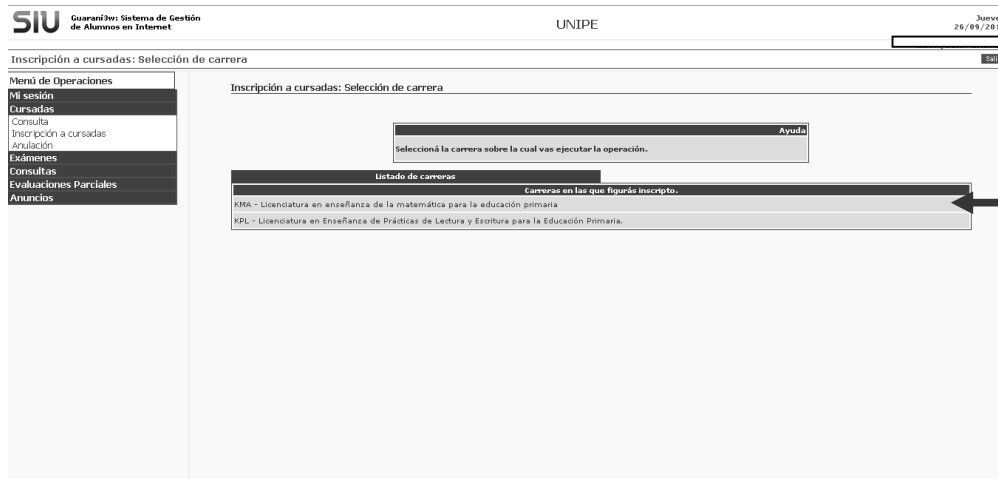 SIU
Guaraní3w: Sistema de Gestión
de Alumnos en Internet
UNIPE
Jueve
26/09/201
Inscripción a cursadas: Selección de carrera
Sali
Menú de Operaciones
Mi sesión
Cursadas
Consulta
Inscripción a cursadas
Anulación
Exámenes
Consultas
Evaluaciones Parciales
Anuncios
Inscripción a cursadas: Selección de carrera
Ayuda
Seleccioná la carrera sobre la cual vas ejecutar la operación.
Listado de carreras
Carreras en las que figurás inscripto.
KMA - Licenciatura en enseñanza de la matemática para la educación primaria
KPL - Licenciatura en Enseñanza de Prácticas de Lectura y Escritura para la Educación Primaria.